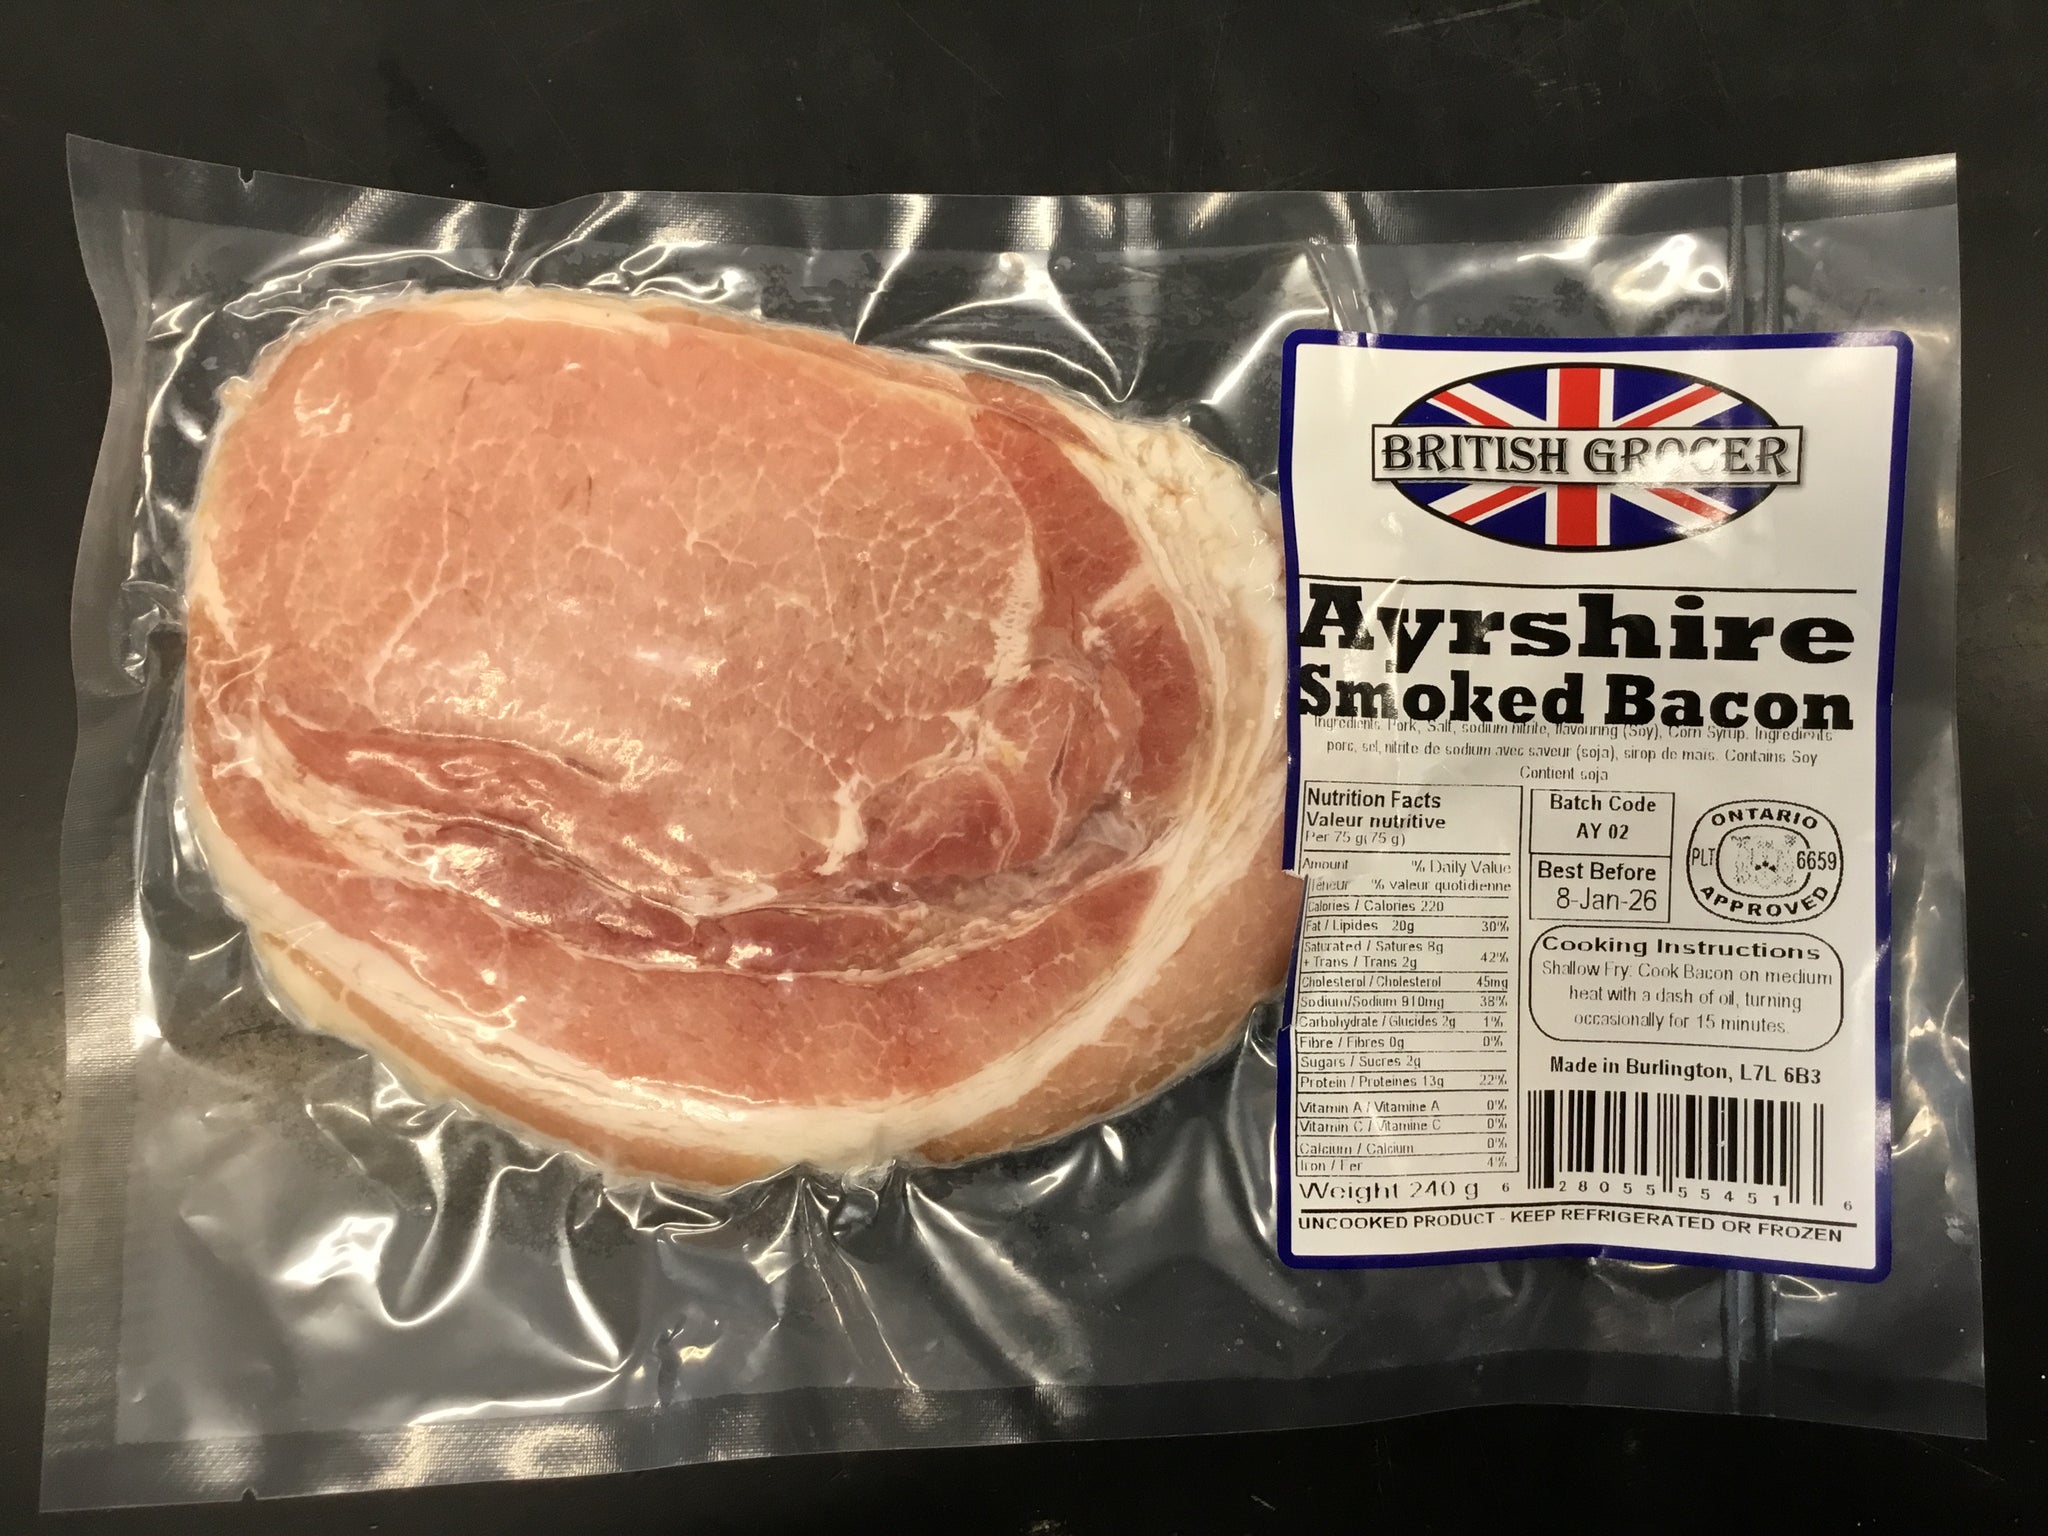 BRITISH GROCER
Ayrshire
Smoked Bacon
Ingredients: Pork, Salt, sodium nitrite, flavouring (Soy), Corn Syrup. Ingredients
porc, sel, nitrite de sodium avec saveur (soja), sirop de mais. Contains Soy
Contient soja
Nutrition Facts
Valeur nutritive
Per 75 g( 75 g)
Amount % Daily Value
Teneur % valeur quotidienne
Calories / Calories 220
Fat / Lipides 20g 30%
Saturated / Satures 8g
+ Trans / Trans 2g 42%
Cholesterol / Cholesterol 45mg
Sodium/Sodium 910mg 38%
Carbohydrate / Glucides 2g 1%
Fibre / Fibres 0g 0%
Sugars / Sucres 2g
Protein / Proteines 13g 22%
Vitamin A / Vitamine A 0%
Vitamin C / Vitamine C 0%
Calcium / Calcium 0%
Iron / Fer 4%
Weight 240 g
Batch Code
AY 02
Best Before
8-Jan-26
ONTARIO
PLT 6659
APPROVED
Cooking Instructions
Shallow Fry: Cook Bacon on medium
heat with a dash of oil, turning
occasionally for 15 minutes.
Made in Burlington, L7L 6B3
6 28055 55451 6
UNCOOKED PRODUCT - KEEP REFRIGERATED OR FROZEN